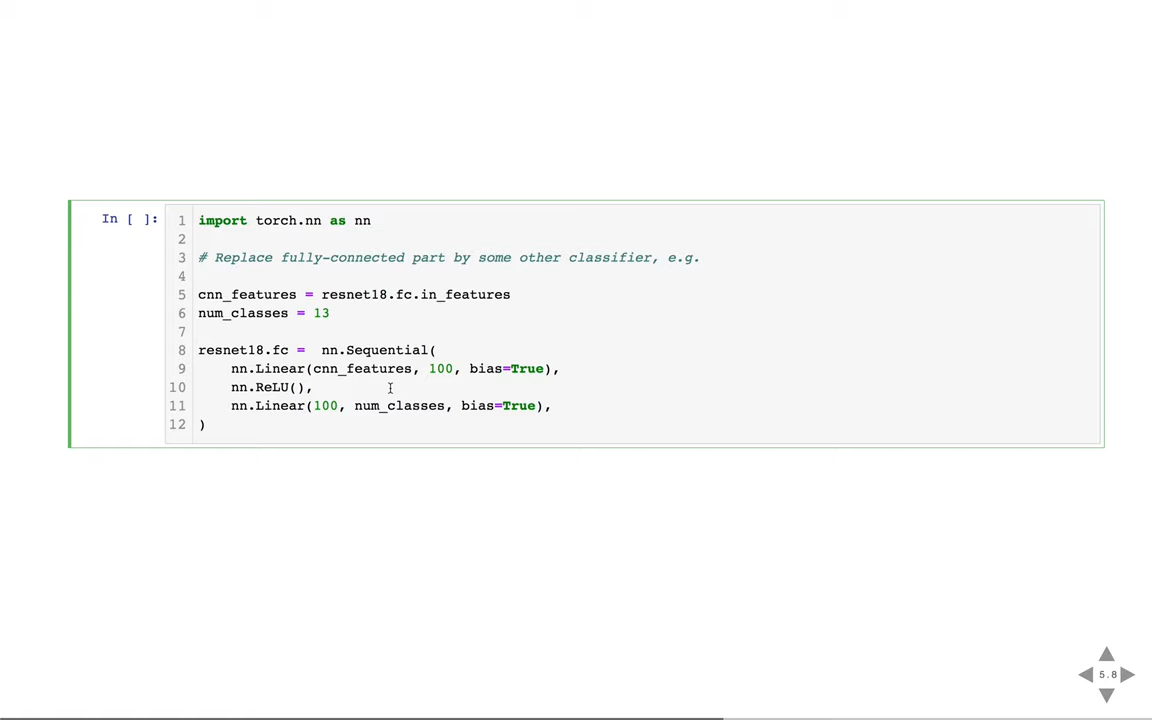 In [ ]:
1 import torch.nn as nn
2
3 # Replace fully-connected part by some other classifier, e.g.
4
5 cnn_features = resnet18.fc.in_features
6 num_classes = 13
7
8 resnet18.fc =  nn.Sequential(
9     nn.Linear(cnn_features, 100, bias=True),
10     nn.ReLU(),
11     nn.Linear(100, num_classes, bias=True),
12 )
5.8